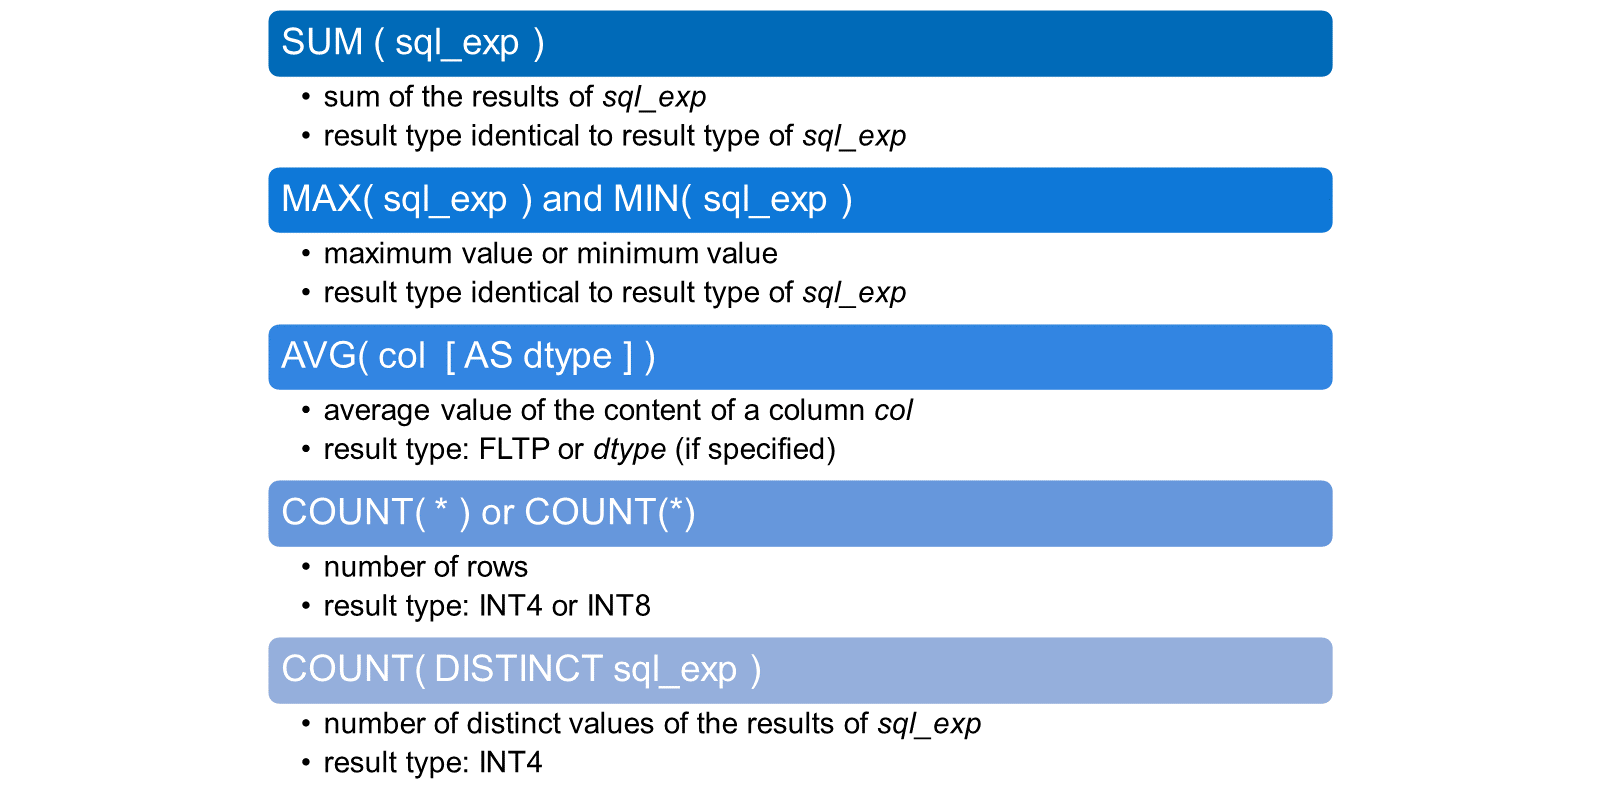 SUM ( sql_exp )
• sum of the results of sql_exp
• result type identical to result type of sql_exp
MAX( sql_exp ) and MIN( sql_exp )
• maximum value or minimum value
• result type identical to result type of sql_exp
AVG( col [ AS dtype ] )
• average value of the content of a column col
• result type: FLTP or dtype (if specified)
COUNT( * ) or COUNT(*)
• number of rows
• result type: INT4 or INT8
COUNT( DISTINCT sql_exp )
• number of distinct values of the results of sql_exp
• result type: INT4